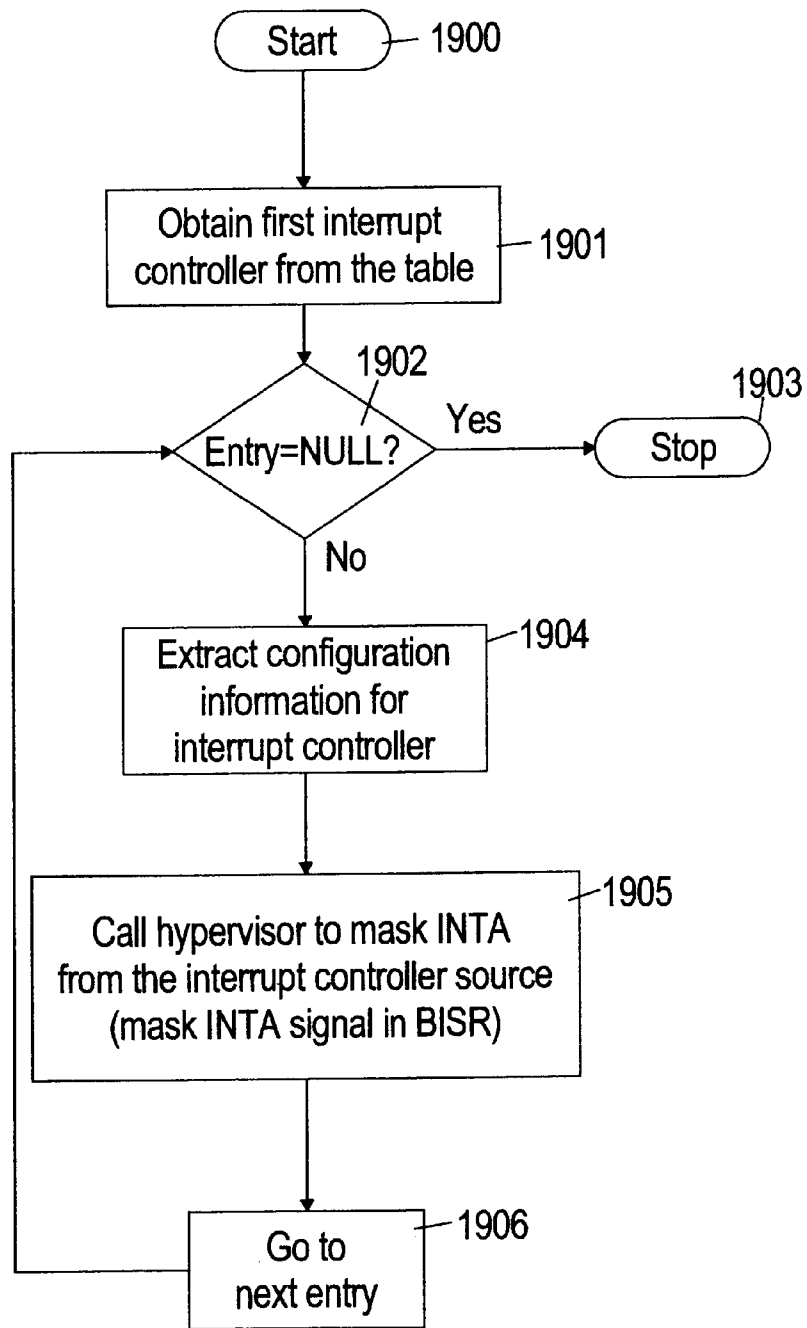 Start
1900
Obtain first interrupt
controller from the table
1901
1902
Entry=NULL?
Yes
1903
Stop
No
Extract configuration
information for
interrupt controller
1904
Call hypervisor to mask INTA
from the interrupt controller source
(mask INTA signal in BISR)
1905
Go to
next entry
1906